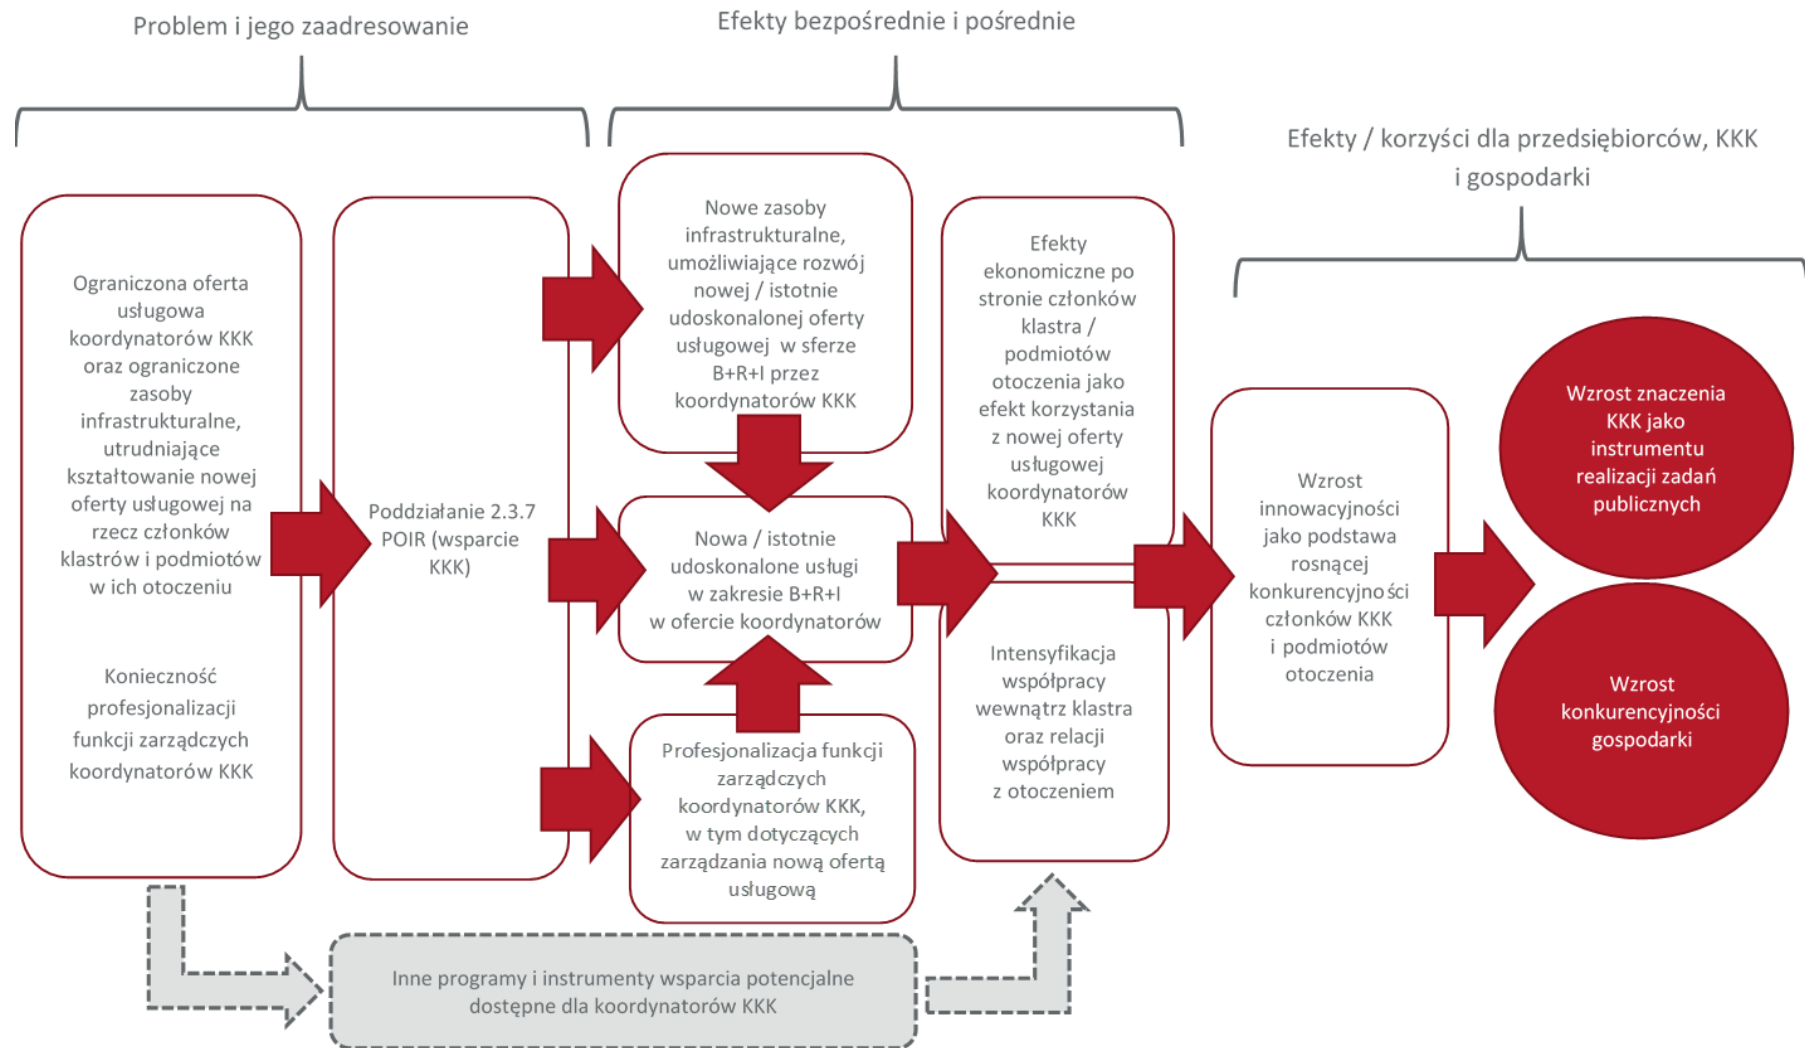 Problem i jego zaadresowanie
Efekty bezpośrednie i pośrednie
Efekty / korzyści dla przedsiębiorców, KKK
i gospodarki
Ograniczona oferta
usługowa
koordynatorów KKK
oraz ograniczone
zasoby
infrastrukturalne,
utrudniające
kształtowanie nowej
oferty usługowej na
rzecz członków
klastrów i podmiotów
w ich otoczeniu
Konieczność
profesjonalizacji
funkcji zarządczych
koordynatorów KKK
Poddziałanie 2.3.7
POIR (wsparcie
KKK)
Nowe zasoby
infrastrukturalne,
umożliwiające rozwój
nowej / istotnie
udoskonalonej oferty
usługowej w sferze
B+R+I przez
koordynatorów KKK
Nowa / istotnie
udoskonalone usługi
w zakresie B+R+I
w ofercie koordynatorów
Profesjonalizacja funkcji
zarządczych
koordynatorów KKK,
w tym dotyczących
zarządzania nową ofertą
usługową
Efekty
ekonomiczne po
stronie członków
klastra /
podmiotów
otoczenia jako
efekt korzystania
z nowej oferty
usługowej
koordynatorów
KKK
Intensyfikacja
współpracy
wewnątrz klastra
oraz relacji
współpracy
z otoczeniem
Wzrost
innowacyjności
jako podstawa
rosnącej
konkurencyjności
członków KKK
i podmiotów
otoczenia
Wzrost znaczenia
KKK jako
instrumentu
realizacji zadań
publicznych
Wzrost
konkurencyjności
gospodarki
Inne programy i instrumenty wsparcia potencjalne
dostępne dla koordynatorów KKK